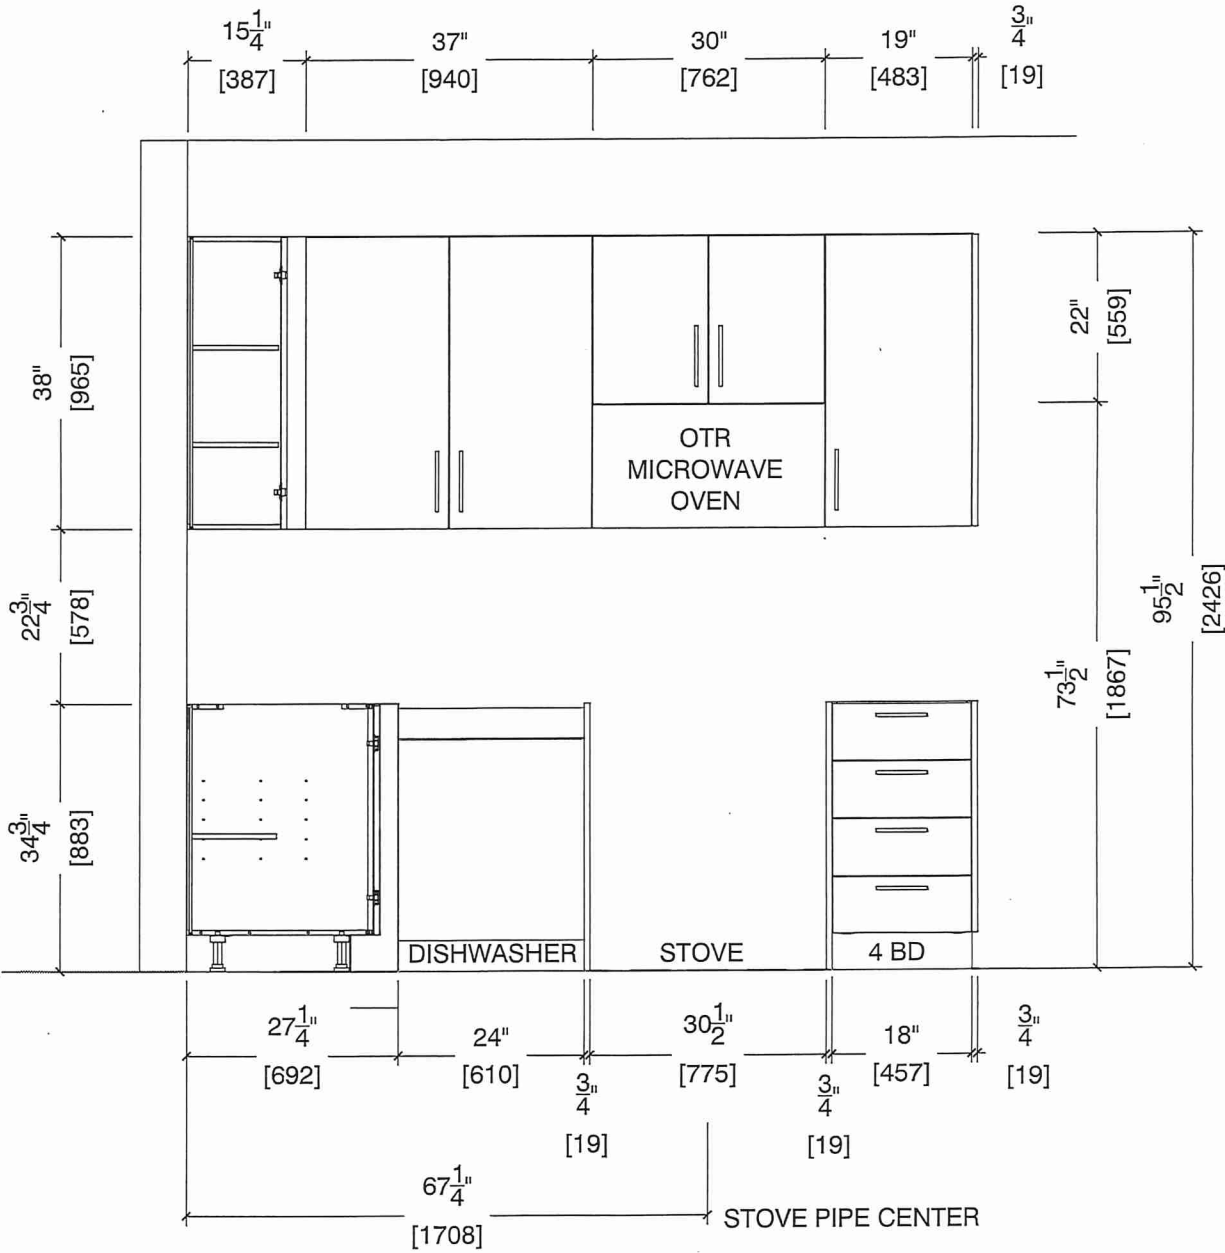 15 1/4" 37" 30" 19" 3/4"
[387] [940] [762] [483] [19]
38"
[965]
22 3/4"
[578]
34 3/4"
[883]
22"
[559]
73 1/2"
[1867]
95 1/2"
[2426]
OTR
MICROWAVE
OVEN
DISHWASHER STOVE 4 BD
27 1/4" 24" 30 1/2" 18" 3/4"
[692] [610] [775] [457] [19]
3/4" 3/4"
[19] [19]
67 1/4"
[1708]
STOVE PIPE CENTER